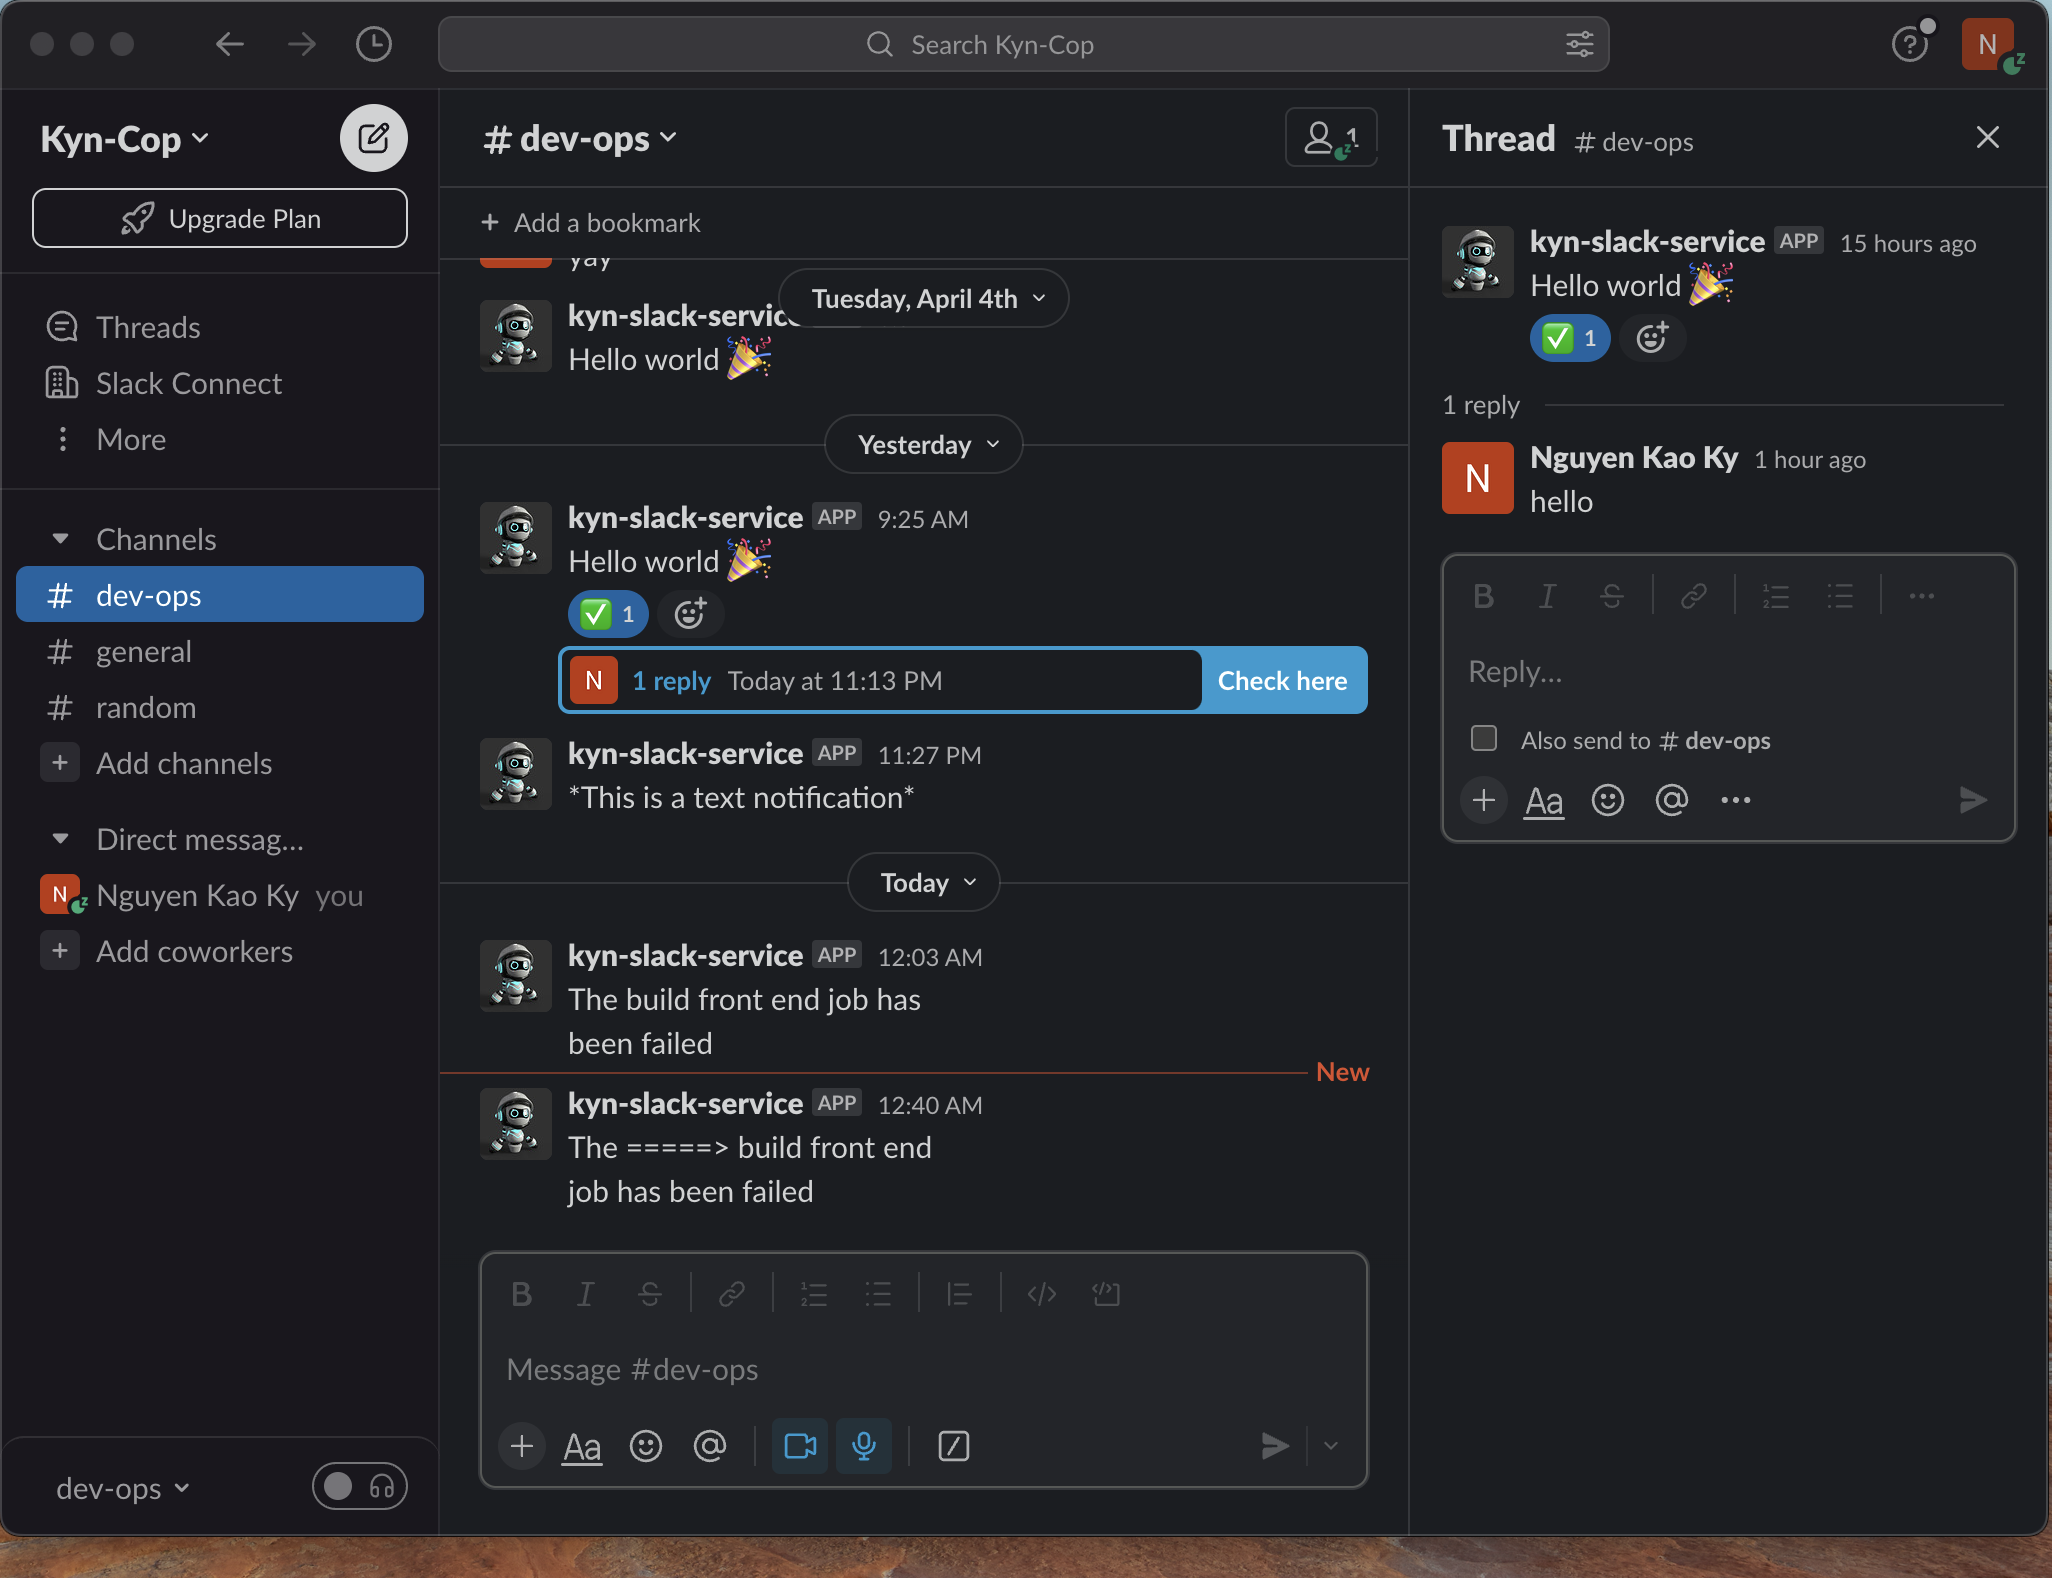 Search Kyn-Cop
N
Kyn-Cop
Upgrade Plan
Threads
Slack Connect
More
Channels
# dev-ops
# general
# random
+ Add channels
Direct messag...
N Nguyen Kao Ky you
+ Add coworkers
dev-ops
# dev-ops
1
+ Add a bookmark
yay
Tuesday, April 4th
kyn-slack-servic
Hello world 🎉
Yesterday
kyn-slack-service APP 9:25 AM
Hello world 🎉
✅ 1
N 1 reply Today at 11:13 PM Check here
kyn-slack-service APP 11:27 PM
*This is a text notification*
Today
kyn-slack-service APP 12:03 AM
The build front end job has
been failed
New
kyn-slack-service APP 12:40 AM
The =====> build front end
job has been failed
B I S
Message #dev-ops
+ Aa @
Thread # dev-ops
kyn-slack-service APP 15 hours ago
Hello world 🎉
✅ 1
1 reply
N Nguyen Kao Ky 1 hour ago
hello
B I S
Reply...
Also send to # dev-ops
+ Aa @